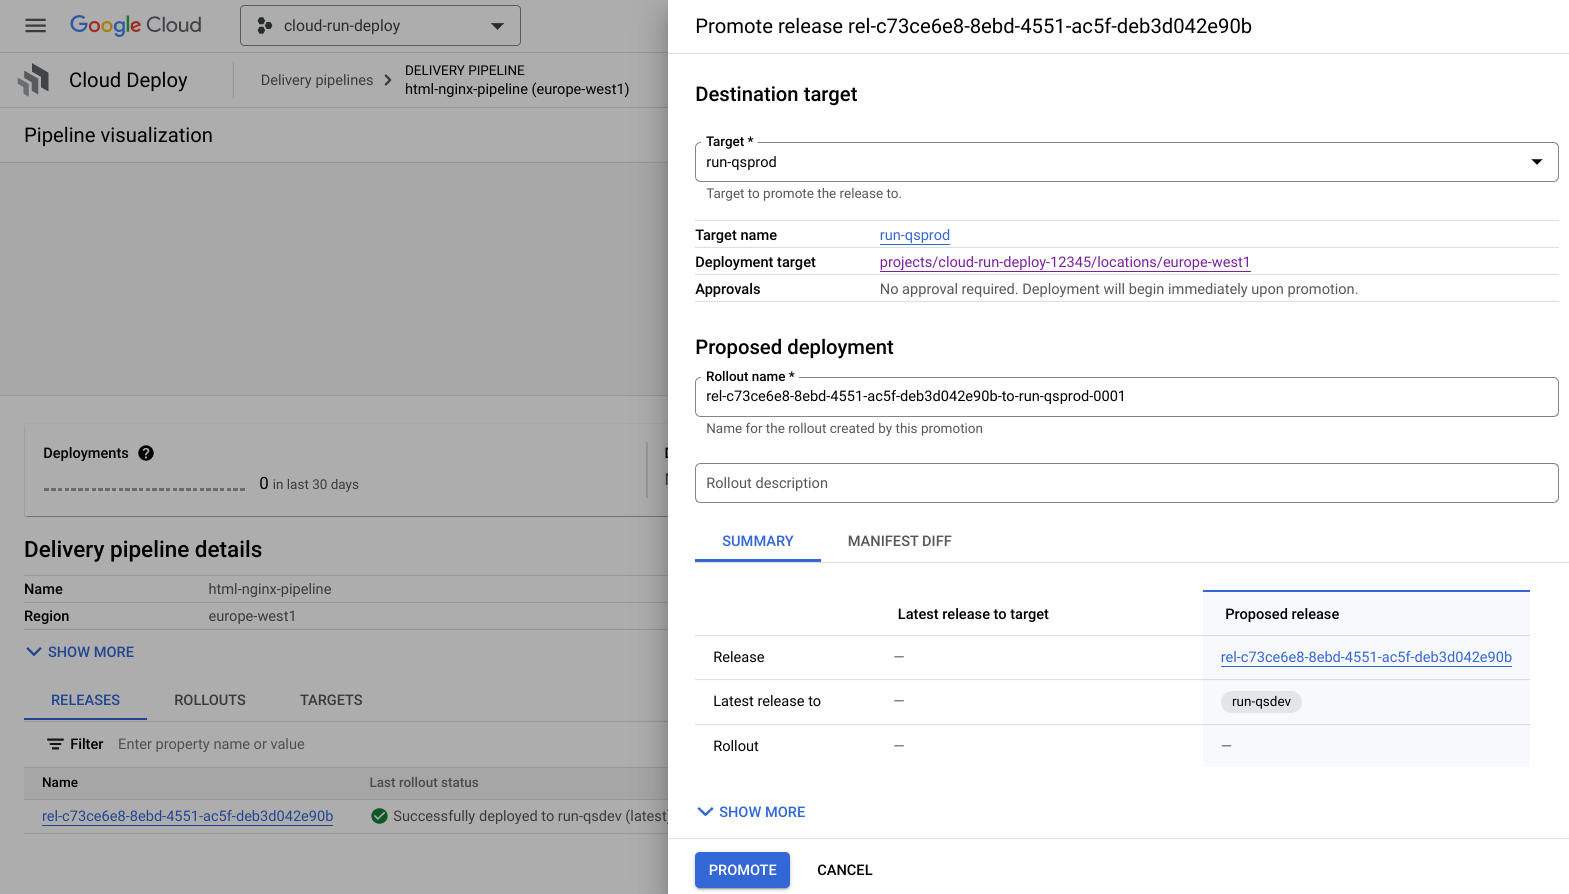 Google Cloud
cloud-run-deploy
Cloud Deploy
Delivery pipelines
DELIVERY PIPELINE
html-nginx-pipeline (europe-west1)
Pipeline visualization
Deployments
0 in last 30 days
Delivery pipeline details
Name html-nginx-pipeline
Region europe-west1
SHOW MORE
RELEASES ROLLOUTS TARGETS
Filter Enter property name or value
Name Last rollout status
rel-c73ce6e8-8ebd-4551-ac5f-deb3d042e90b Successfully deployed to run-qsdev (latest)
Promote release rel-c73ce6e8-8ebd-4551-ac5f-deb3d042e90b
Destination target
Target *
run-qsprod
Target to promote the release to.
Target name run-qsprod
Deployment target projects/cloud-run-deploy-12345/locations/europe-west1
Approvals No approval required. Deployment will begin immediately upon promotion.
Proposed deployment
Rollout name *
rel-c73ce6e8-8ebd-4551-ac5f-deb3d042e90b-to-run-qsprod-0001
Name for the rollout created by this promotion
Rollout description
SUMMARY MANIFEST DIFF
Latest release to target Proposed release
Release – rel-c73ce6e8-8ebd-4551-ac5f-deb3d042e90b
Latest release to – run-qsdev
Rollout – –
SHOW MORE
PROMOTE CANCEL